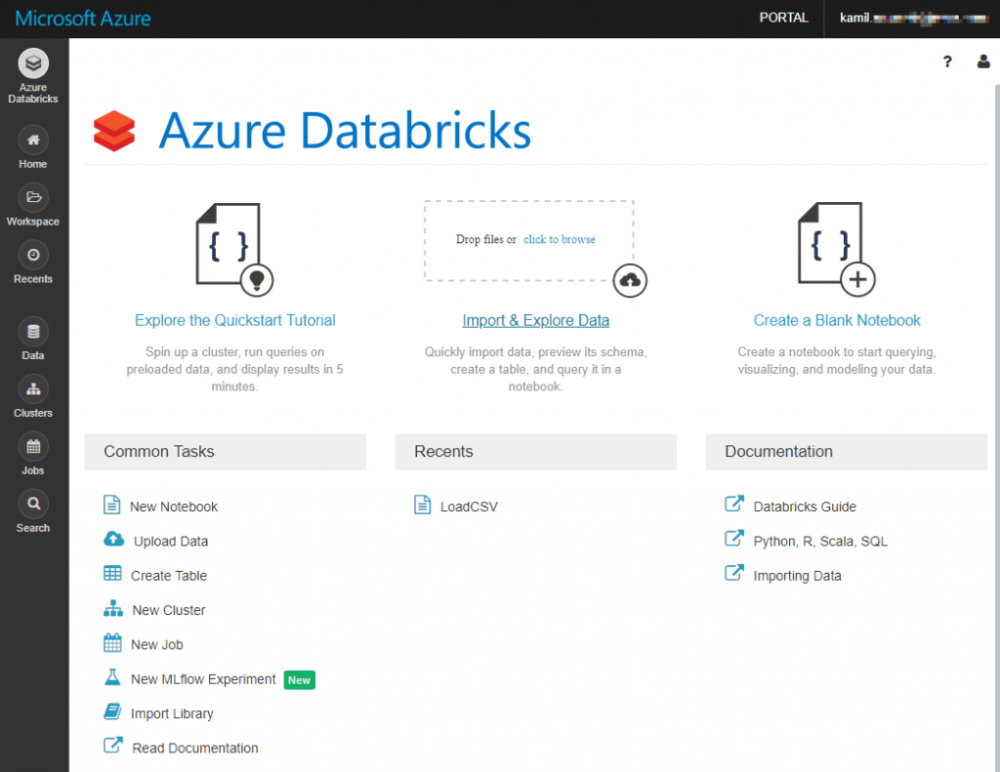 Microsoft Azure
PORTAL
kamil.
Azure
Databricks
Home
Workspace
Recents
Data
Clusters
Jobs
Search
?
Azure Databricks
{ }
Drop files or click to browse
{ }
Explore the Quickstart Tutorial
Spin up a cluster, run queries on
preloaded data, and display results in 5
minutes.
Import & Explore Data
Quickly import data, preview its schema,
create a table, and query it in a
notebook.
Create a Blank Notebook
Create a notebook to start querying,
visualizing, and modeling your data.
Common Tasks
New Notebook
Upload Data
Create Table
New Cluster
New Job
New MLflow Experiment New
Import Library
Read Documentation
Recents
LoadCSV
Documentation
Databricks Guide
Python, R, Scala, SQL
Importing Data